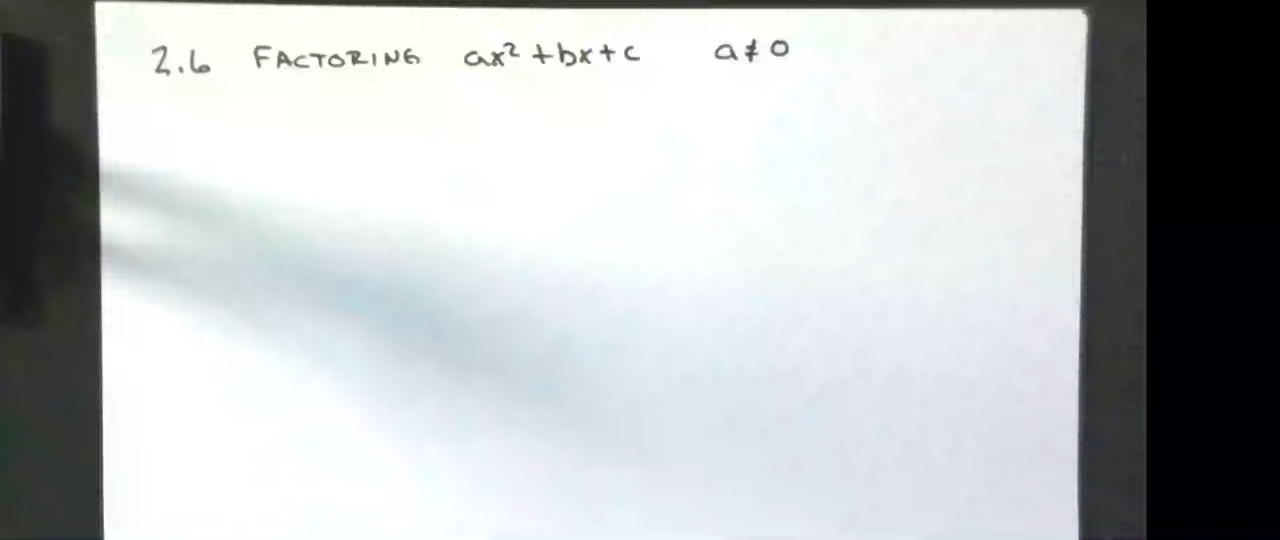 2.6 FACTORING ax² + bx + c a ≠ 0